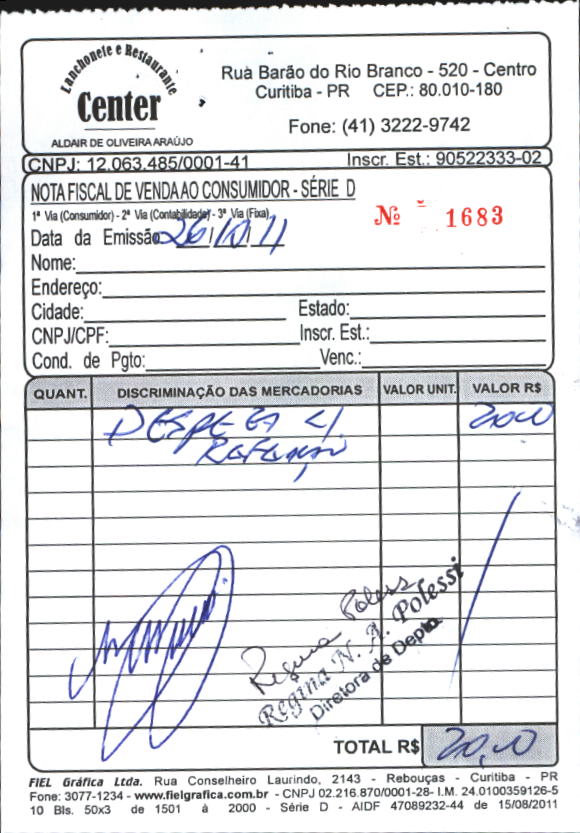 Lanchonete e Restaurante
Center
ALDAIR DE OLIVEIRA ARAÚJO
Rua Barão do Rio Branco - 520 - Centro
Curitiba - PR CEP.: 80.010-180
Fone: (41) 3222-9742
CNPJ: 12.063.485/0001-41 Inscr. Est.: 90522333-02
NOTA FISCAL DE VENDA AO CONSUMIDOR - SÉRIE D
1ª Via (Consumidor) - 2ª Via (Contabilidade) - 3ª Via (Fixa)
Nº 1683
Data da Emissão 26/10/11
Nome:
Endereço:
Cidade: Estado:
CNPJ/CPF: Inscr. Est.:
Cond. de Pgto: Venc.:
QUANT. DISCRIMINAÇÃO DAS MERCADORIAS VALOR UNIT. VALOR R$
DESPESA C/ 20,00
REFEIÇÃO
Regina Poless
Regina N. A. Polessi
Diretora de Depto.
TOTAL R$ 20,00
FIEL Gráfica Ltda. Rua Conselheiro Laurindo, 2143 - Rebouças - Curitiba - PR
Fone: 3077-1234 - www.fielgrafica.com.br - CNPJ 02.216.870/0001-28 - I.M. 24.0100359126-5
10 Bls. 50x3 de 1501 à 2000 - Série D - AIDF 47089232-44 de 15/08/2011